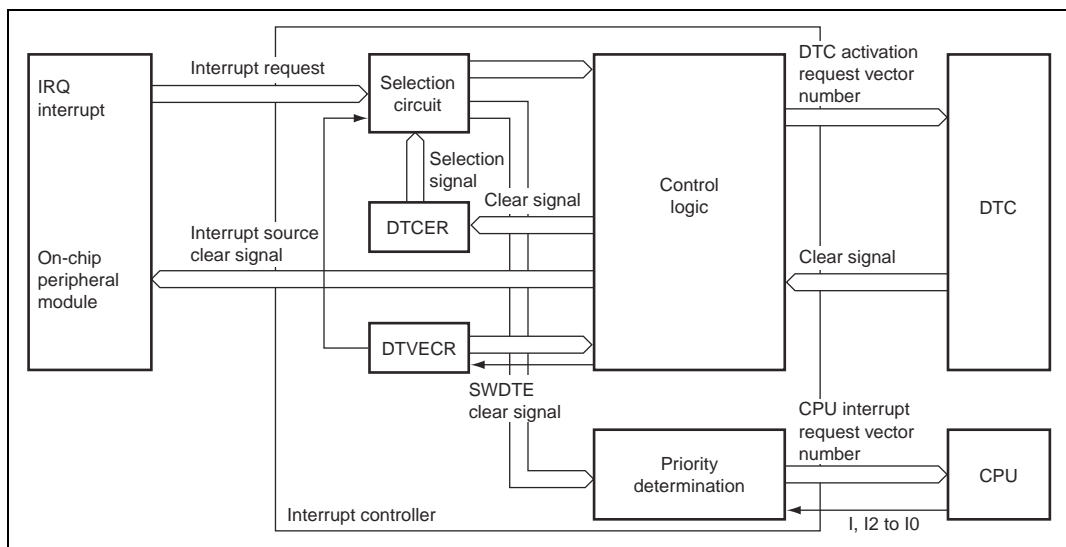 IRQ
interrupt
On-chip
peripheral
module
Interrupt request
Selection
circuit
Selection
signal
DTCER
Clear signal
Interrupt source
clear signal
DTVECR
SWDTE
clear signal
Control
logic
DTC activation
request vector
number
DTC
Clear signal
CPU interrupt
request vector
number
Priority
determination
CPU
I, I2 to I0
Interrupt controller